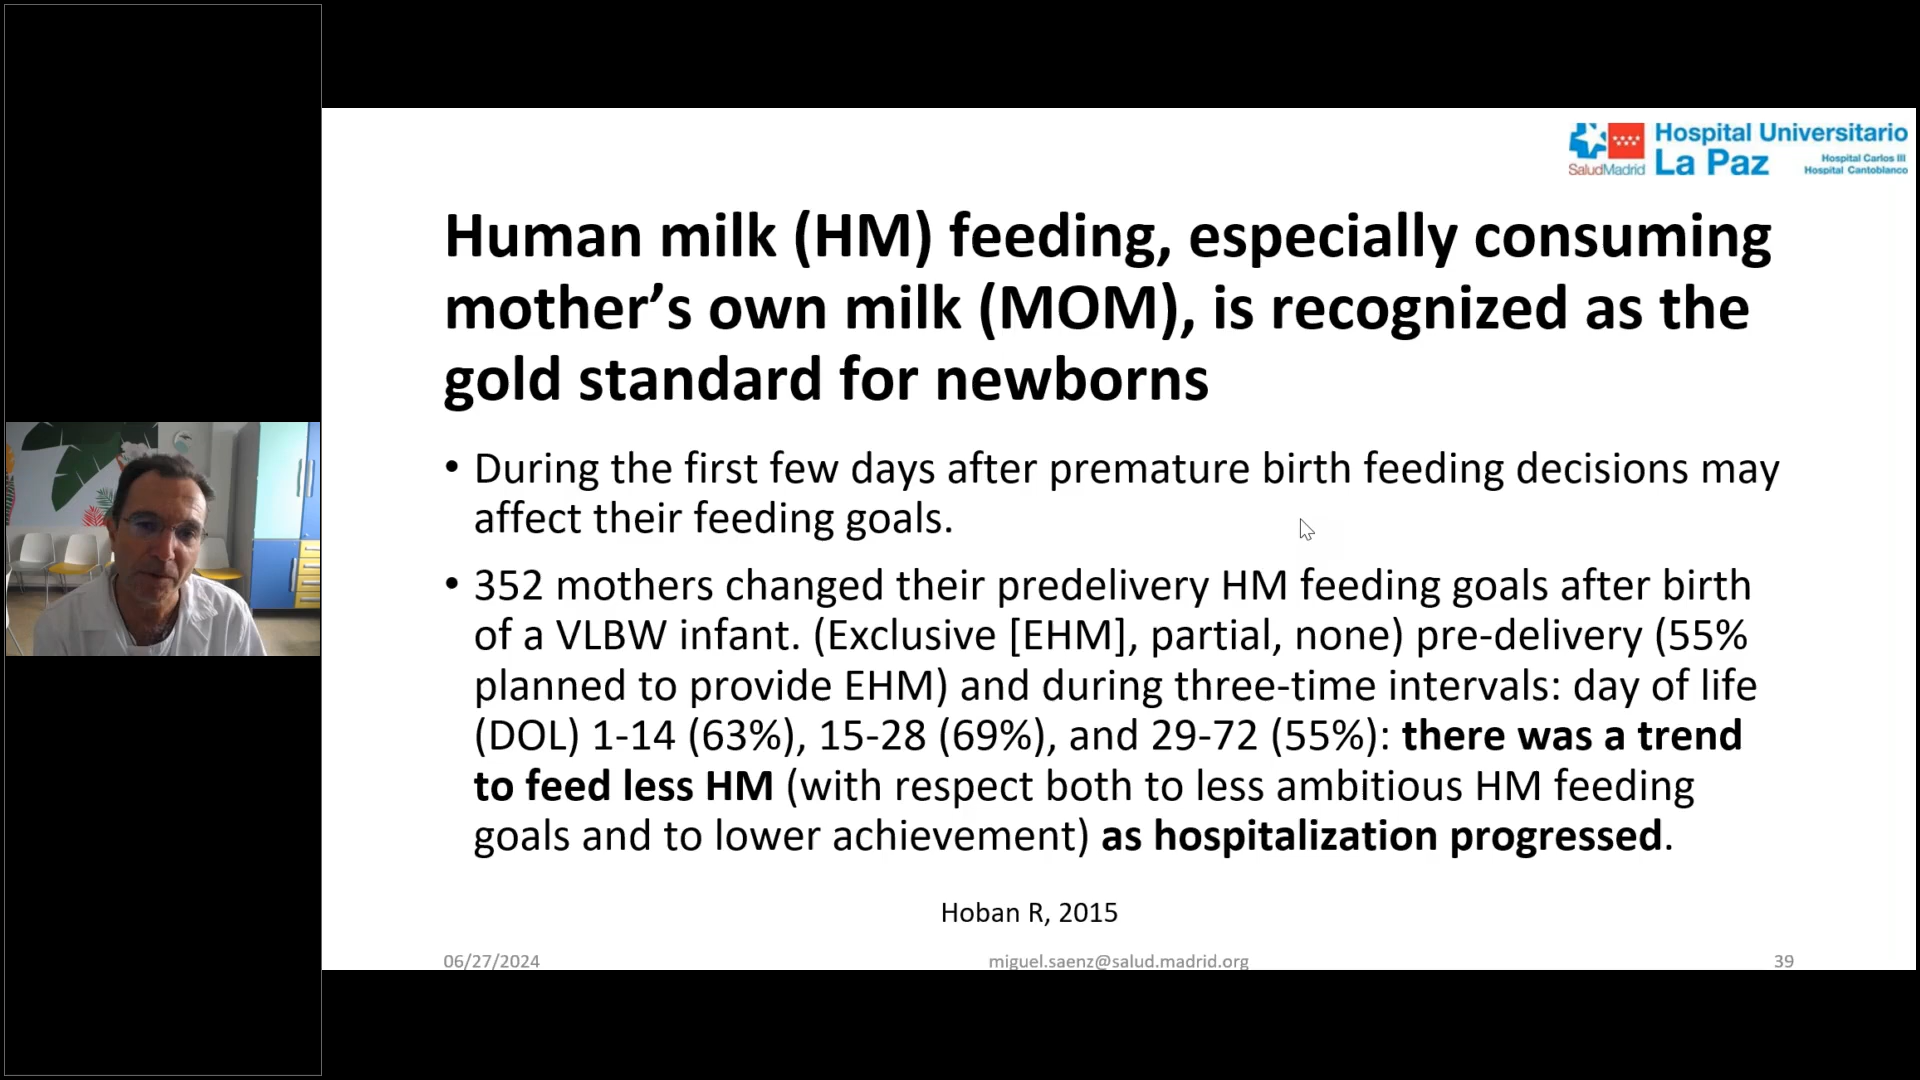 SaludMadrid
Hospital Universitario
La Paz
Hospital Carlos III
Hospital Cantoblanco
Human milk (HM) feeding, especially consuming
mother’s own milk (MOM), is recognized as the
gold standard for newborns
• During the first few days after premature birth feeding decisions may
affect their feeding goals.
• 352 mothers changed their predelivery HM feeding goals after birth
of a VLBW infant. (Exclusive [EHM], partial, none) pre-delivery (55%
planned to provide EHM) and during three-time intervals: day of life
(DOL) 1-14 (63%), 15-28 (69%), and 29-72 (55%): there was a trend
to feed less HM (with respect both to less ambitious HM feeding
goals and to lower achievement) as hospitalization progressed.
Hoban R, 2015
06/27/2024
miguel.saenz@salud.madrid.org
39